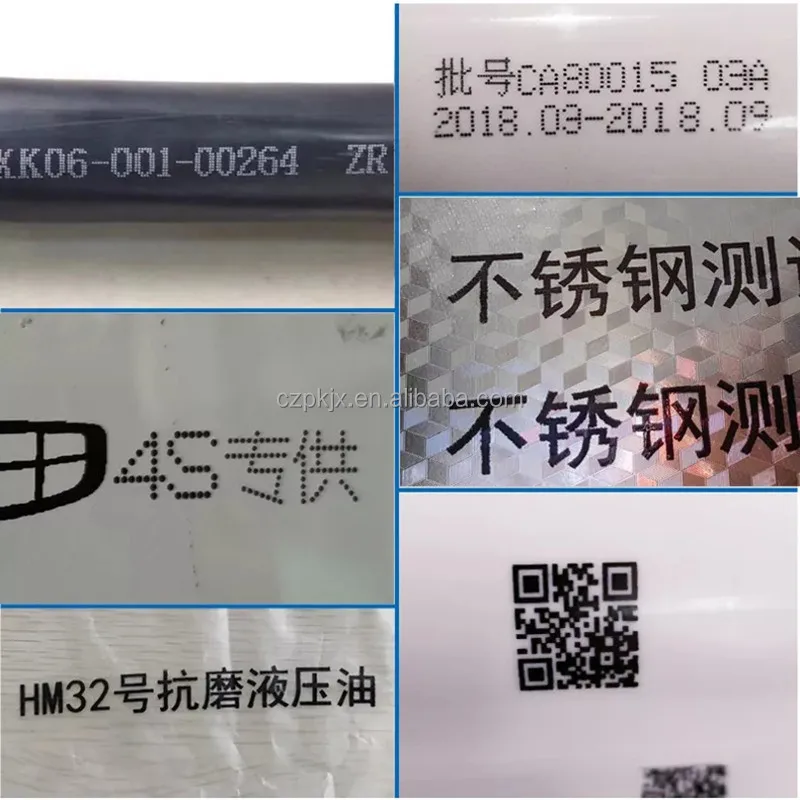 XK06-001-00264 ZR
批号CA80015 03A
2018.03-2018.09
不锈钢测
不锈钢测
czpkjx.en.alibaba.com
4S专供
HM32号抗磨液压油